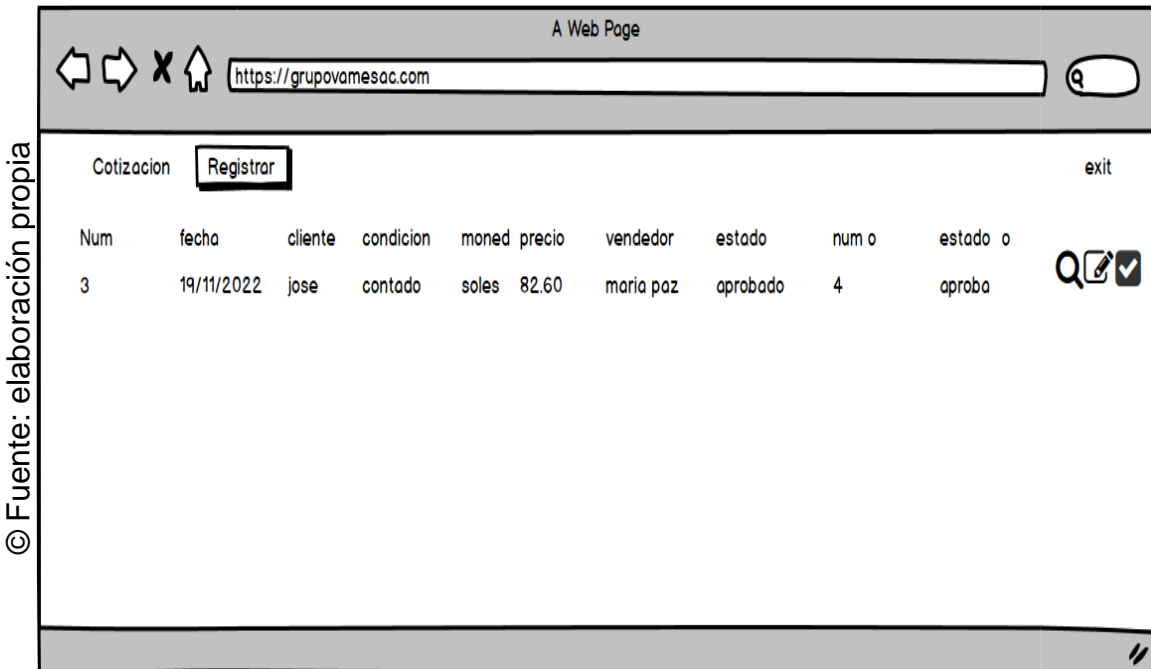 A Web Page
https://grupovamesac.com
Cotizacion Registrar exit
Num fecha cliente condicion moned precio vendedor estado num o estado o
3 19/11/2022 jose contado soles 82.60 maria paz aprobado 4 aproba
© Fuente: elaboración propia